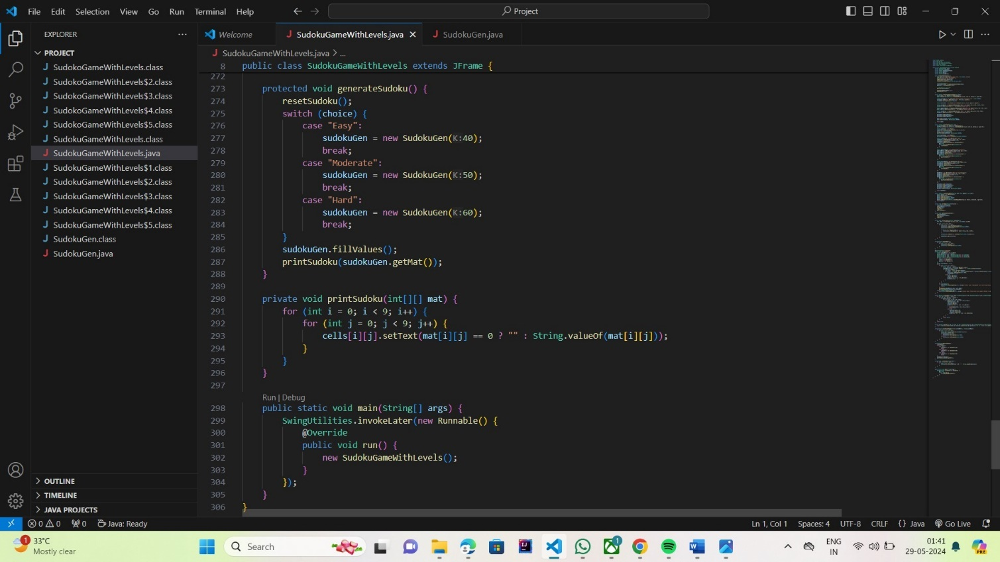 File Edit Selection View Go Run Terminal Help
Project
EXPLORER
PROJECT
SudokoGameWithLevels.class
SudokoGameWithLevels$2.class
SudokoGameWithLevels$3.class
SudokoGameWithLevels$4.class
SudokoGameWithLevels$5.class
SudokuGameWithLevels.class
SudokuGameWithLevels.java
SudokuGameWithLevels$1.class
SudokuGameWithLevels$2.class
SudokuGameWithLevels$3.class
SudokuGameWithLevels$4.class
SudokuGameWithLevels$5.class
SudokuGen.class
SudokuGen.java
OUTLINE
TIMELINE
JAVA PROJECTS
Welcome
SudokuGameWithLevels.java
SudokuGen.java
SudokuGameWithLevels.java > ...
8 public class SudokuGameWithLevels extends JFrame {
272
273 protected void generateSudoku() {
274 resetSudoku();
275 switch (choice) {
276 case "Easy":
277 sudokuGen = new SudokuGen(K:40);
278 break;
279 case "Moderate":
280 sudokuGen = new SudokuGen(K:50);
281 break;
282 case "Hard":
283 sudokuGen = new SudokuGen(K:60);
284 break;
285 }
286 sudokuGen.fillValues();
287 printSudoku(sudokuGen.getMat());
288 }
289
290 private void printSudoku(int[][] mat) {
291 for (int i = 0; i < 9; i++) {
292 for (int j = 0; j < 9; j++) {
293 cells[i][j].setText(mat[i][j] == 0 ? "" : String.valueOf(mat[i][j]));
294 }
295 }
296 }
297
Run | Debug
298 public static void main(String[] args) {
299 SwingUtilities.invokeLater(new Runnable() {
300 @Override
301 public void run() {
302 new SudokuGameWithLevels();
303 }
304 });
305 }
306 }
0 0 0 Java: Ready
Ln 1, Col 1 Spaces: 4 UTF-8 CRLF {} Java Go Live
1
33°C
Mostly clear
Search
1
ENG
IN
01:41
29-05-2024
PRE